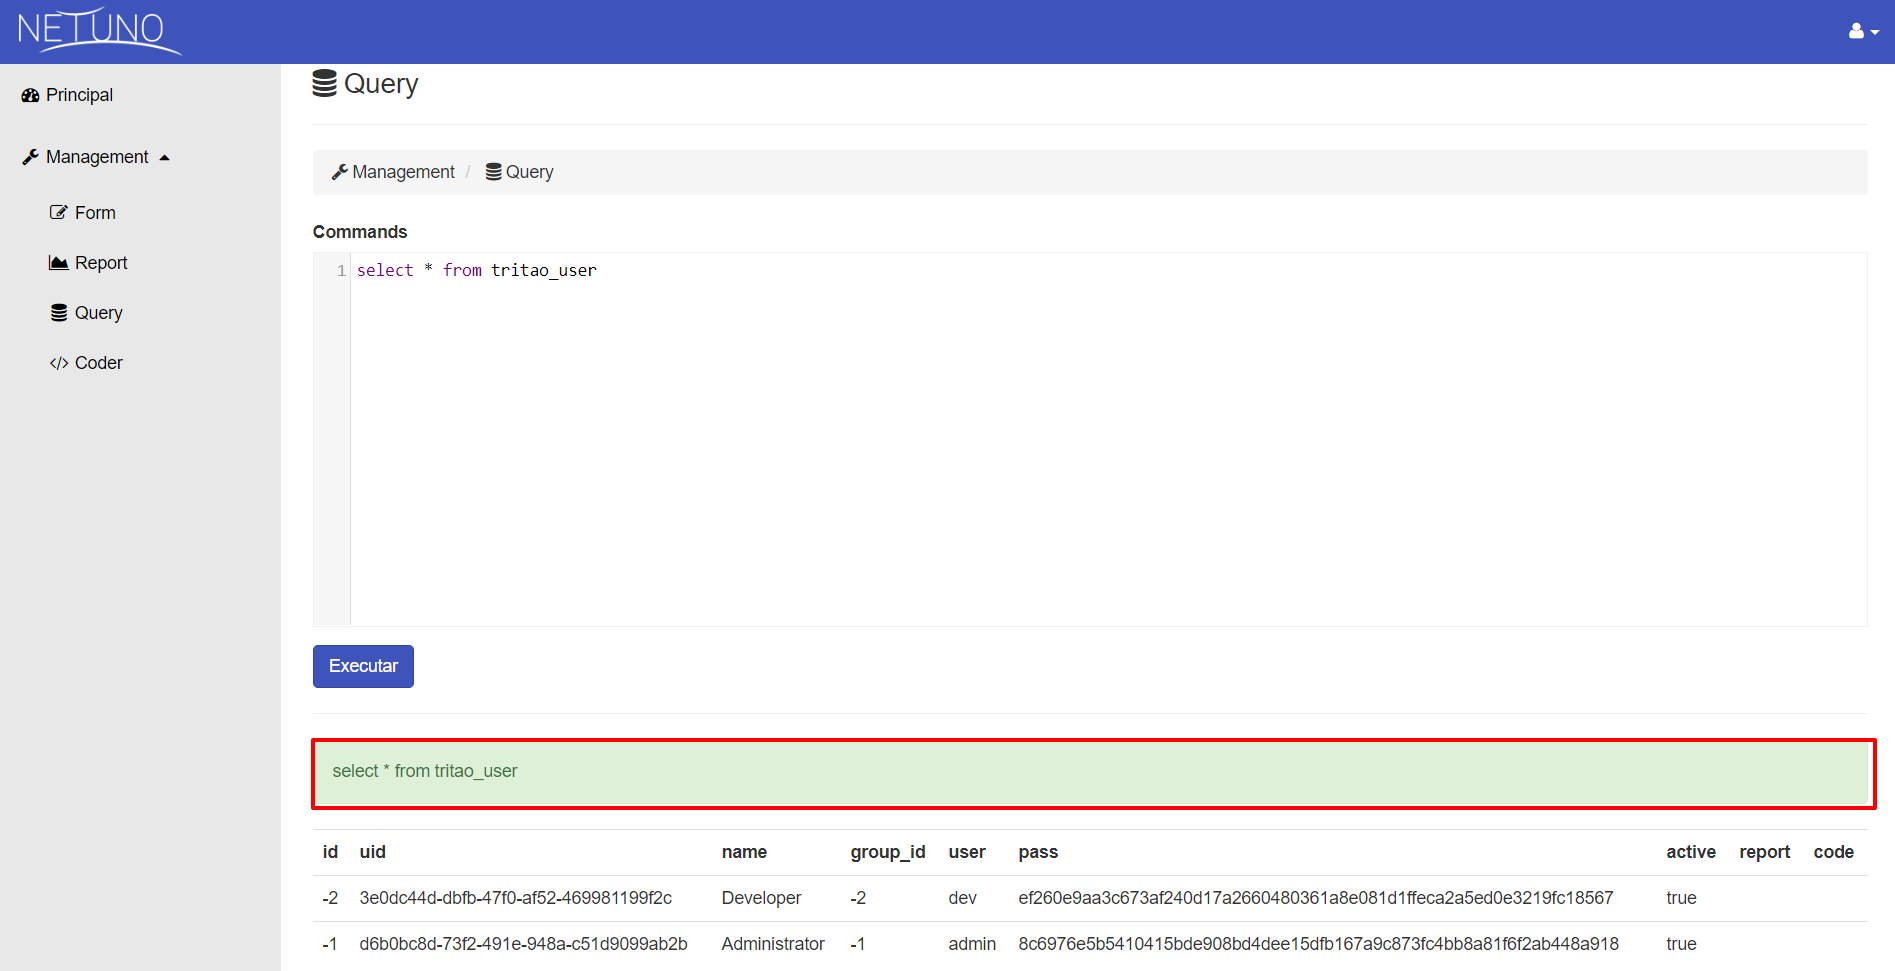 NETUNO
Principal
Management
Form
Report
Query
Coder
Query
Management / Query
Commands
1 select * from tritao_user
Executar
select * from tritao_user
id uid name group_id user pass active report code
-2 3e0dc44d-dbfb-47f0-af52-469981199f2c Developer -2 dev ef260e9aa3c673af240d17a2660480361a8e081d1ffeca2a5ed0e3219fc18567 true
-1 d6b0bc8d-73f2-491e-948a-c51d9099ab2b Administrator -1 admin 8c6976e5b5410415bde908bd4dee15dfb167a9c873fc4bb8a81f6f2ab448a918 true